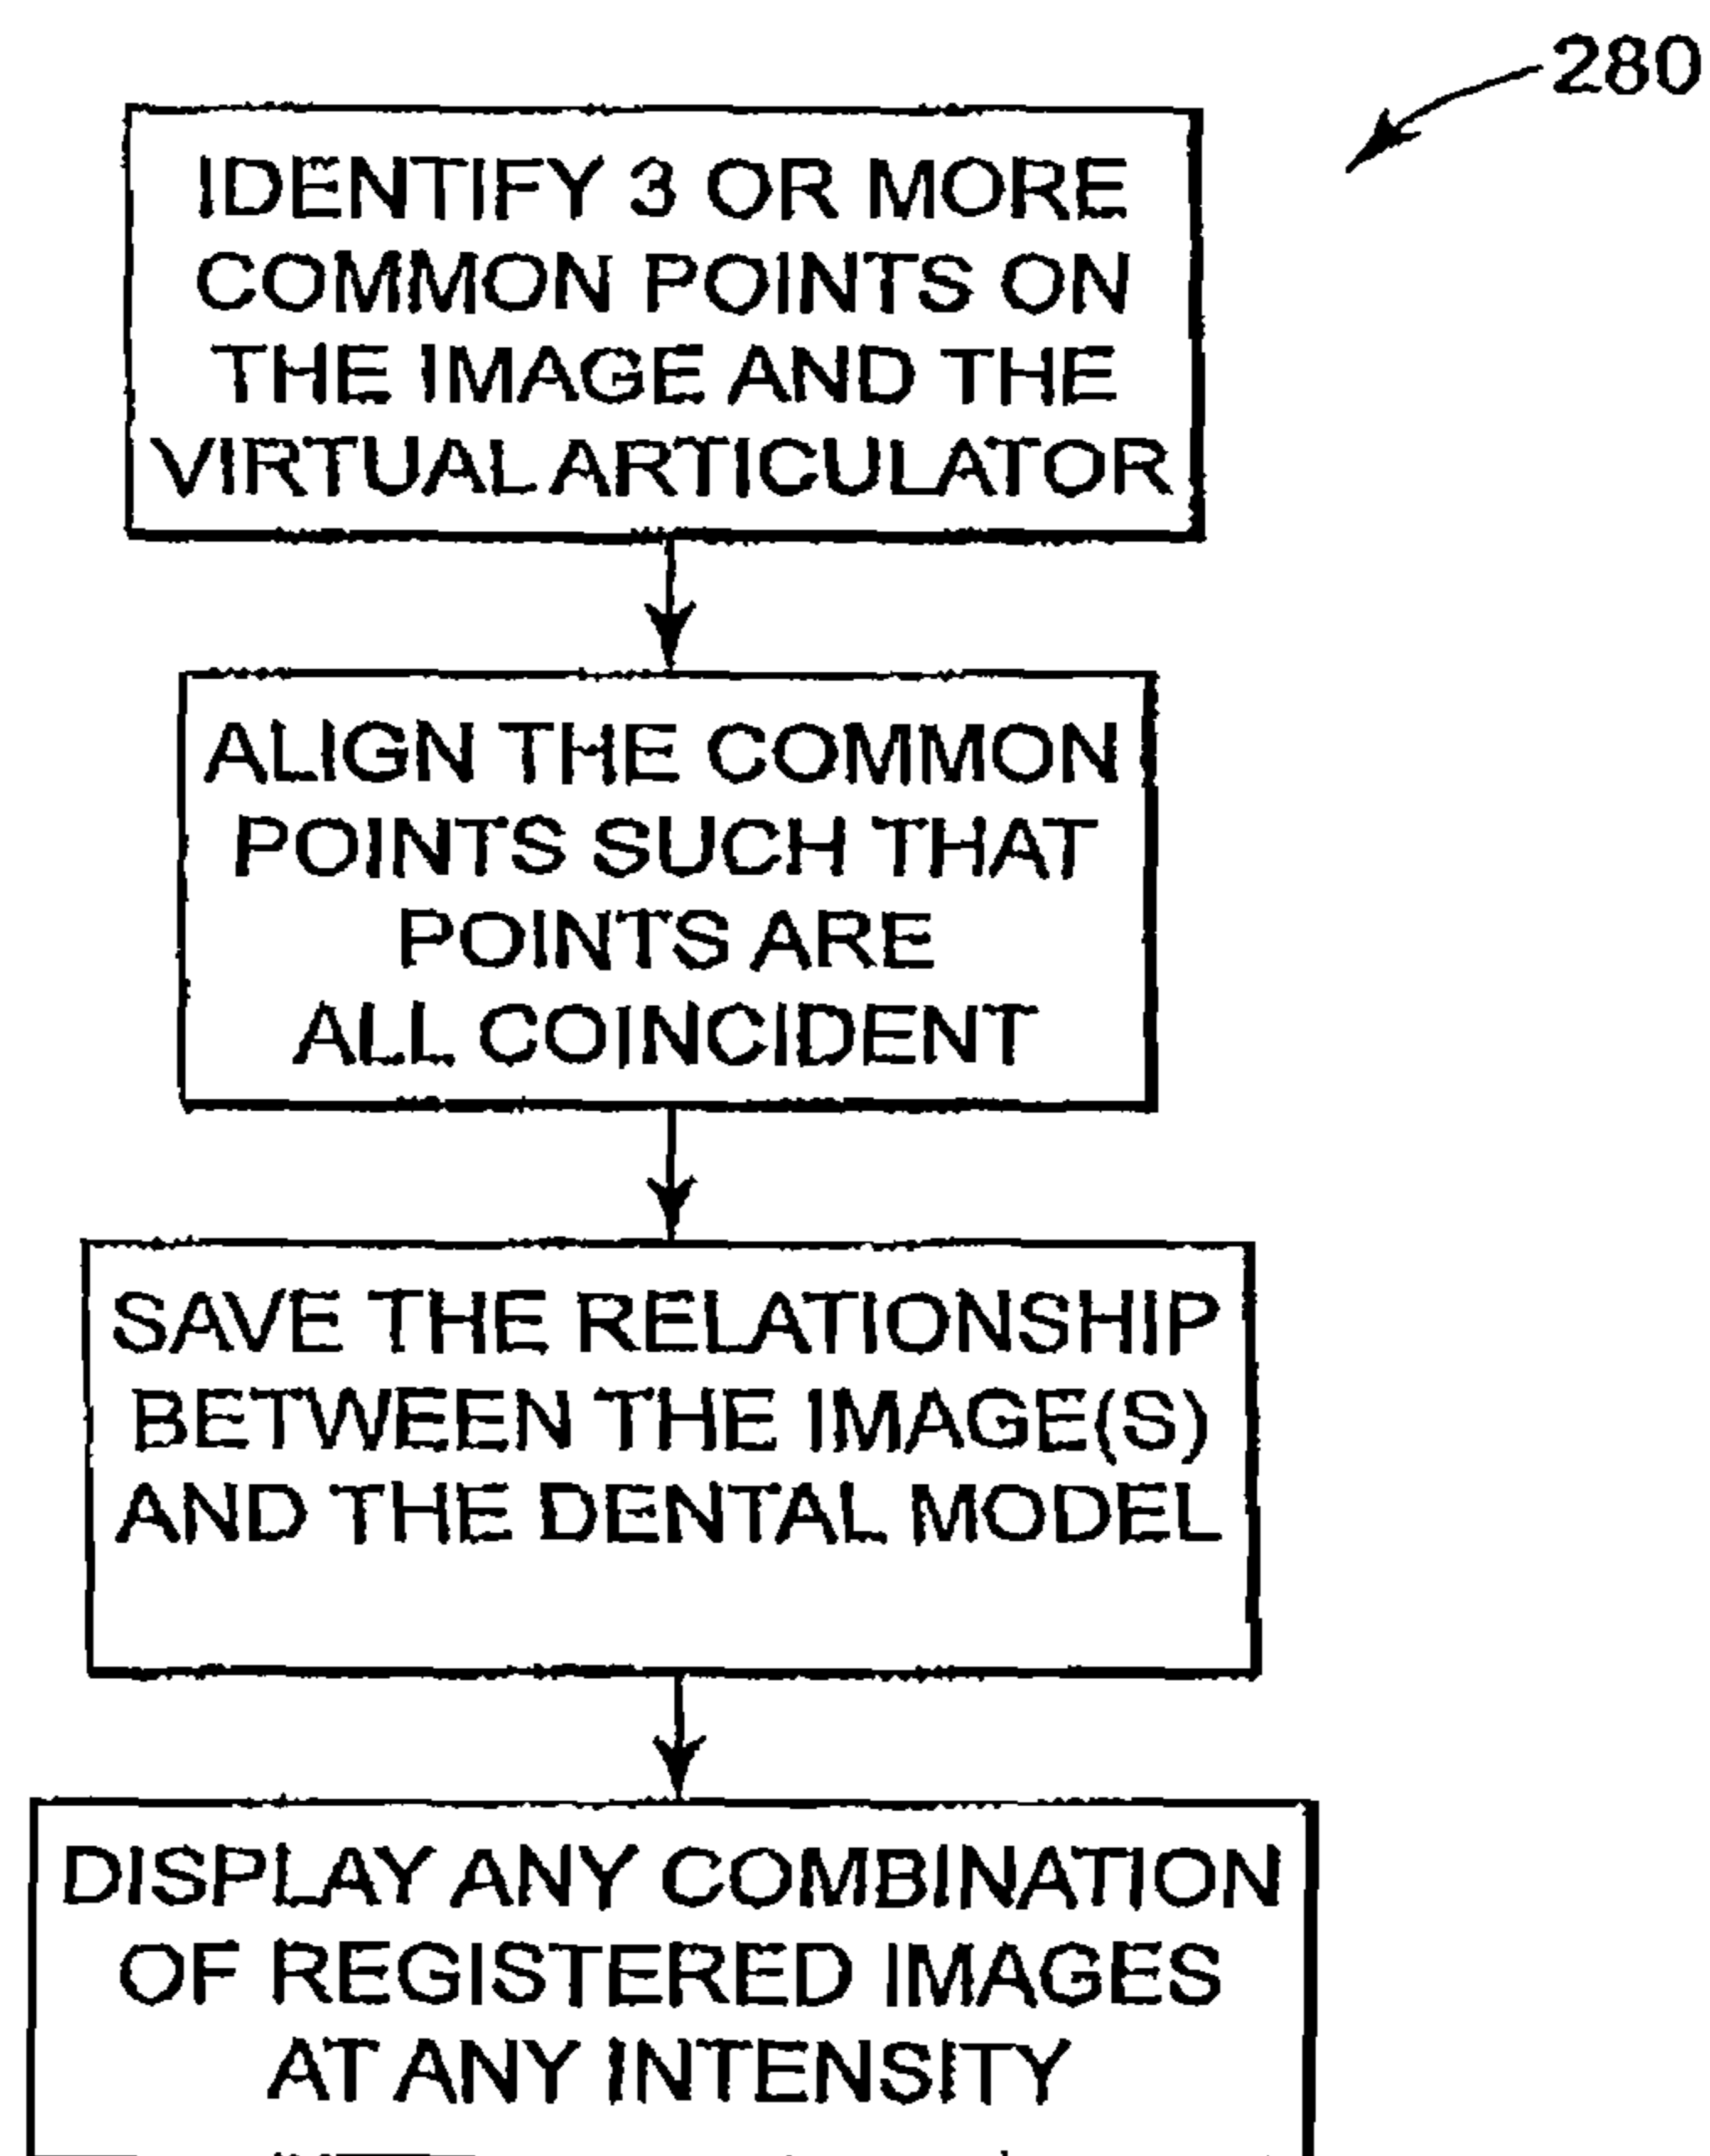 280
IDENTIFY 3 OR MORE
COMMON POINTS ON
THE IMAGE AND THE
VIRTUAL ARTICULATOR
ALIGN THE COMMON
POINTS SUCH THAT
POINTS ARE
ALL COINCIDENT
SAVE THE RELATIONSHIP
BETWEEN THE IMAGE(S)
AND THE DENTAL MODEL
DISPLAY ANY COMBINATION
OF REGISTERED IMAGES
AT ANY INTENSITY